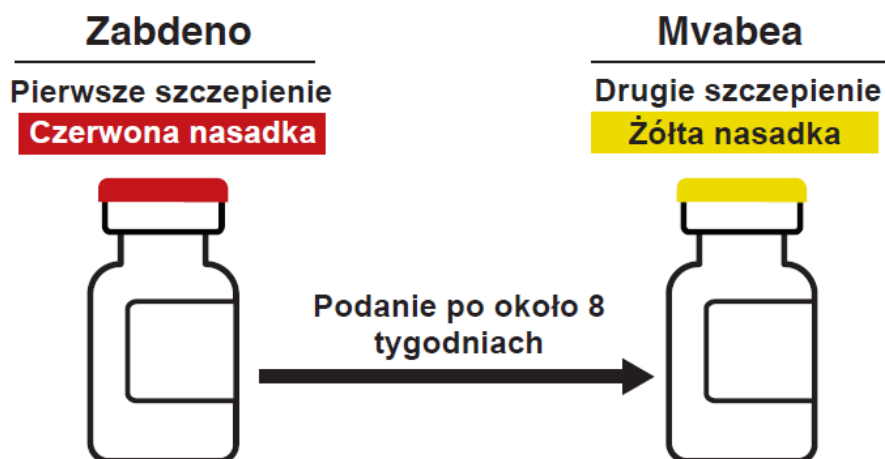 Zabdeno
Pierwsze szczepienie
Czerwona nasadka
Mvabea
Drugie szczepienie
Żółta nasadka
Podanie po około 8
tygodniach